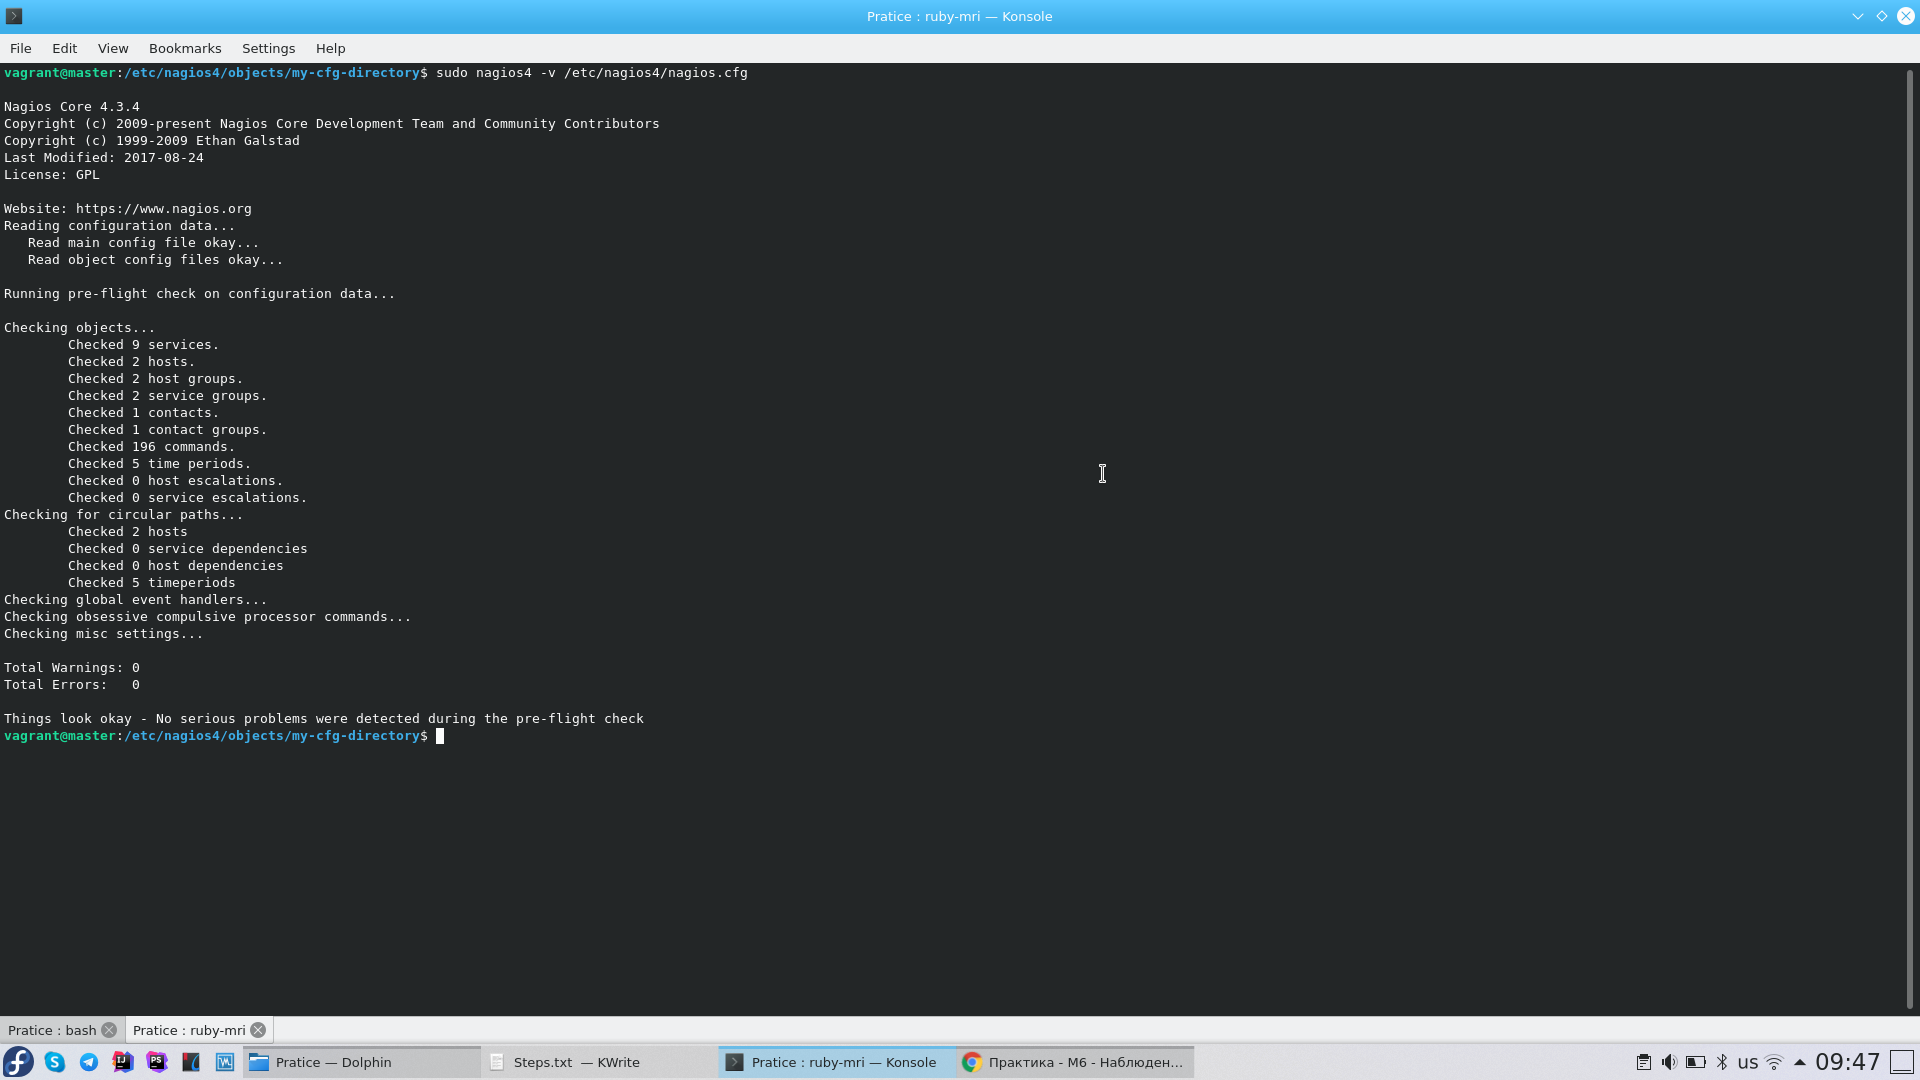 Pratice : ruby-mri — Konsole
File Edit View Bookmarks Settings Help
vagrant@master:/etc/nagios4/objects/my-cfg-directory$ sudo nagios4 -v /etc/nagios4/nagios.cfg
Nagios Core 4.3.4
Copyright (c) 2009-present Nagios Core Development Team and Community Contributors
Copyright (c) 1999-2009 Ethan Galstad
Last Modified: 2017-08-24
License: GPL
Website: https://www.nagios.org
Reading configuration data...
Read main config file okay...
Read object config files okay...
Running pre-flight check on configuration data...
Checking objects...
Checked 9 services.
Checked 2 hosts.
Checked 2 host groups.
Checked 2 service groups.
Checked 1 contacts.
Checked 1 contact groups.
Checked 196 commands.
Checked 5 time periods.
Checked 0 host escalations.
Checked 0 service escalations.
Checking for circular paths...
Checked 2 hosts
Checked 0 service dependencies
Checked 0 host dependencies
Checked 5 timeperiods
Checking global event handlers...
Checking obsessive compulsive processor commands...
Checking misc settings...
Total Warnings: 0
Total Errors: 0
Things look okay - No serious problems were detected during the pre-flight check
vagrant@master:/etc/nagios4/objects/my-cfg-directory$
Pratice : bash Pratice : ruby-mri
Pratice — Dolphin Steps.txt — KWrite Pratice : ruby-mri — Konsole Практика - M6 - Наблюден... us 09:47